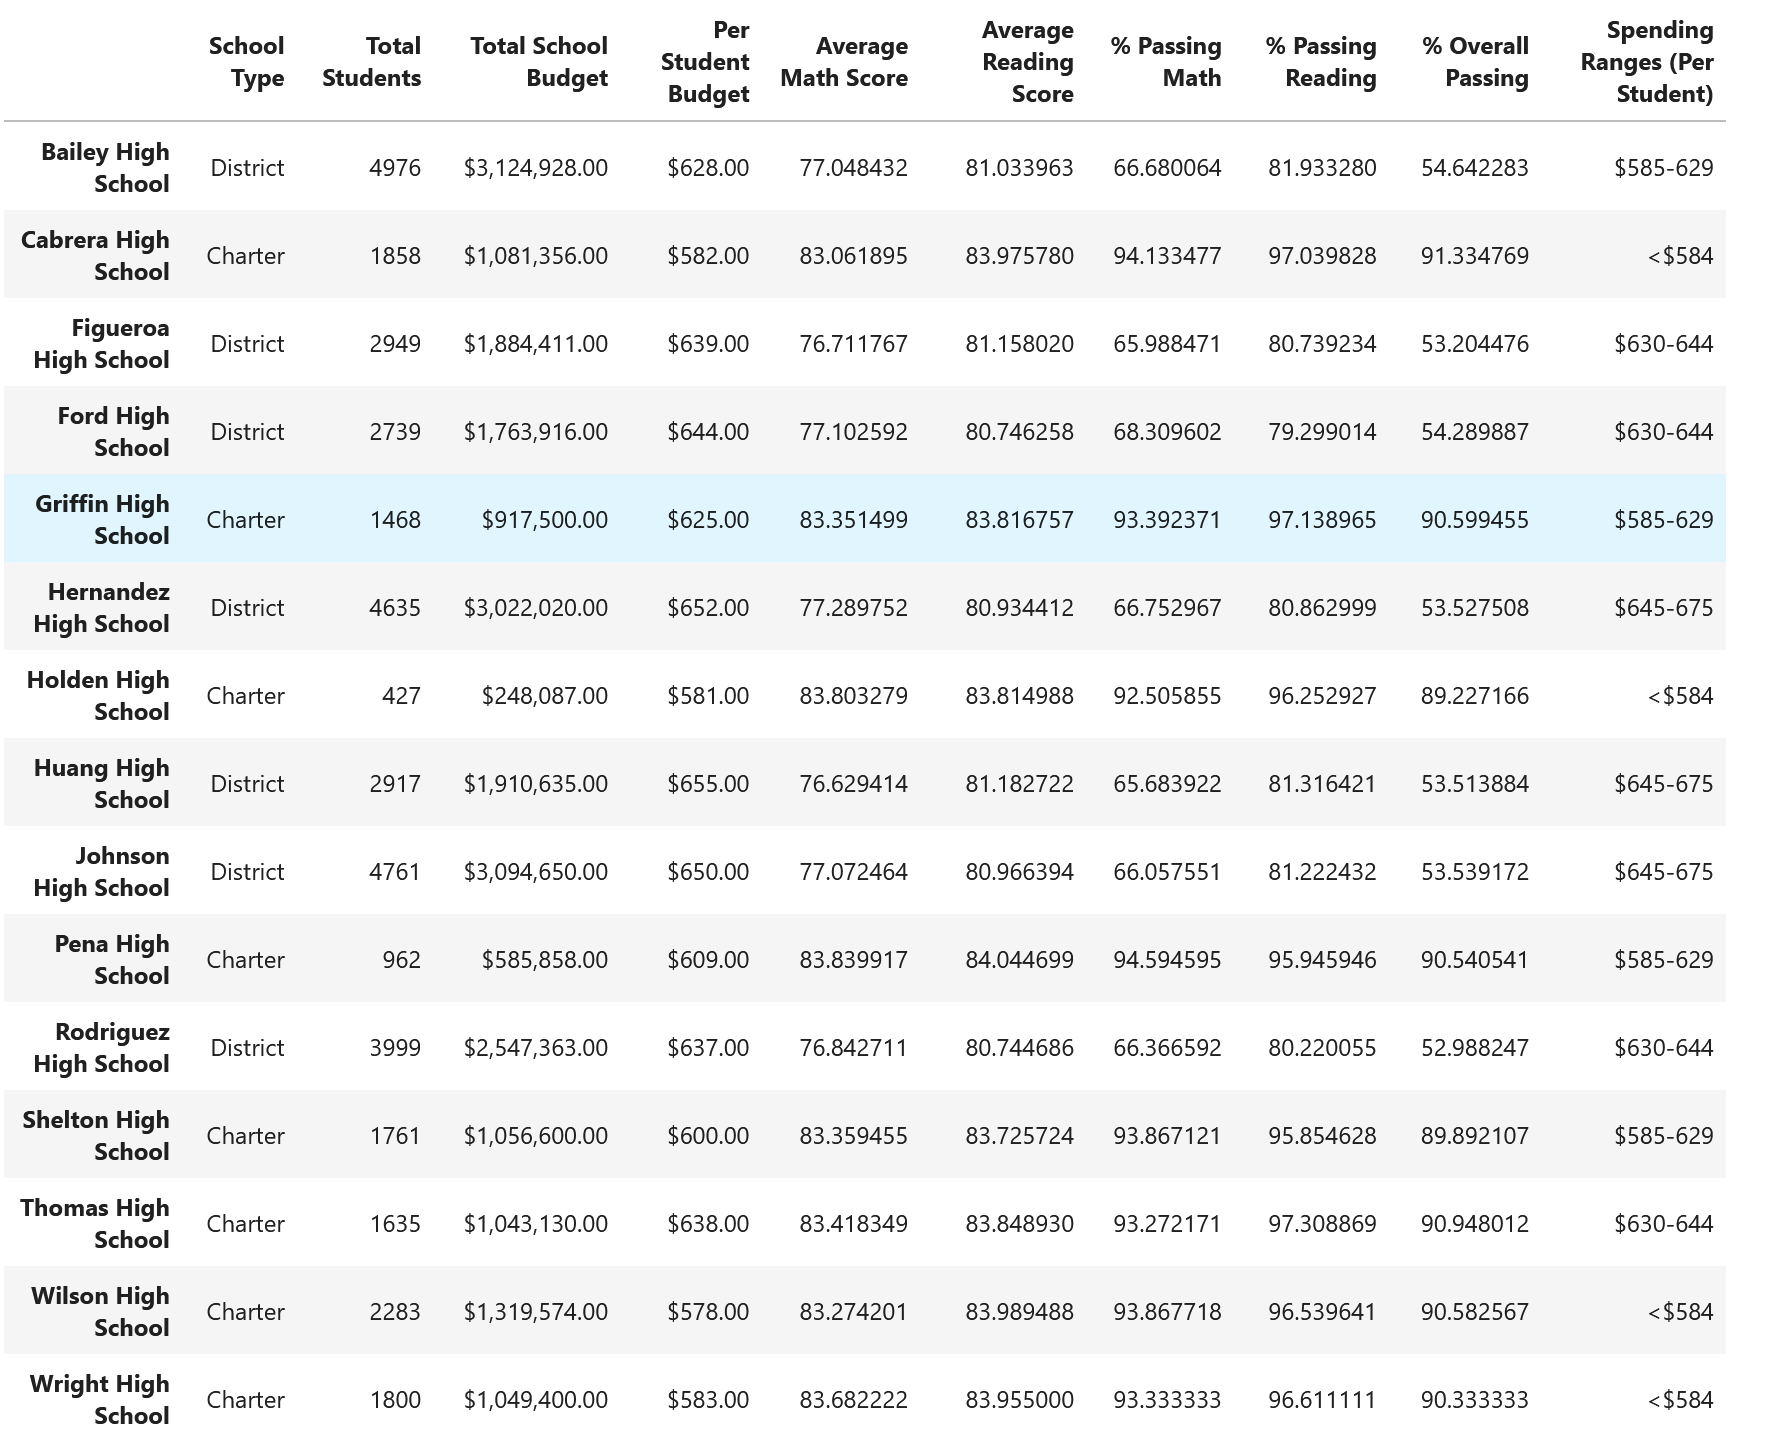 School Type Total Students Total School Budget Per Student Budget Average Math Score Average Reading Score % Passing Math % Passing Reading % Overall Passing Spending Ranges (Per Student)
Bailey High School District 4976 $3,124,928.00 $628.00 77.048432 81.033963 66.680064 81.933280 54.642283 $585-629
Cabrera High School Charter 1858 $1,081,356.00 $582.00 83.061895 83.975780 94.133477 97.039828 91.334769 <$584
Figueroa High School District 2949 $1,884,411.00 $639.00 76.711767 81.158020 65.988471 80.739234 53.204476 $630-644
Ford High School District 2739 $1,763,916.00 $644.00 77.102592 80.746258 68.309602 79.299014 54.289887 $630-644
Griffin High School Charter 1468 $917,500.00 $625.00 83.351499 83.816757 93.392371 97.138965 90.599455 $585-629
Hernandez High School District 4635 $3,022,020.00 $652.00 77.289752 80.934412 66.752967 80.862999 53.527508 $645-675
Holden High School Charter 427 $248,087.00 $581.00 83.803279 83.814988 92.505855 96.252927 89.227166 <$584
Huang High School District 2917 $1,910,635.00 $655.00 76.629414 81.182722 65.683922 81.316421 53.513884 $645-675
Johnson High School District 4761 $3,094,650.00 $650.00 77.072464 80.966394 66.057551 81.222432 53.539172 $645-675
Pena High School Charter 962 $585,858.00 $609.00 83.839917 84.044699 94.594595 95.945946 90.540541 $585-629
Rodriguez High School District 3999 $2,547,363.00 $637.00 76.842711 80.744686 66.366592 80.220055 52.988247 $630-644
Shelton High School Charter 1761 $1,056,600.00 $600.00 83.359455 83.725724 93.867121 95.854628 89.892107 $585-629
Thomas High School Charter 1635 $1,043,130.00 $638.00 83.418349 83.848930 93.272171 97.308869 90.948012 $630-644
Wilson High School Charter 2283 $1,319,574.00 $578.00 83.274201 83.989488 93.867718 96.539641 90.582567 <$584
Wright High School Charter 1800 $1,049,400.00 $583.00 83.682222 83.955000 93.333333 96.611111 90.333333 <$584